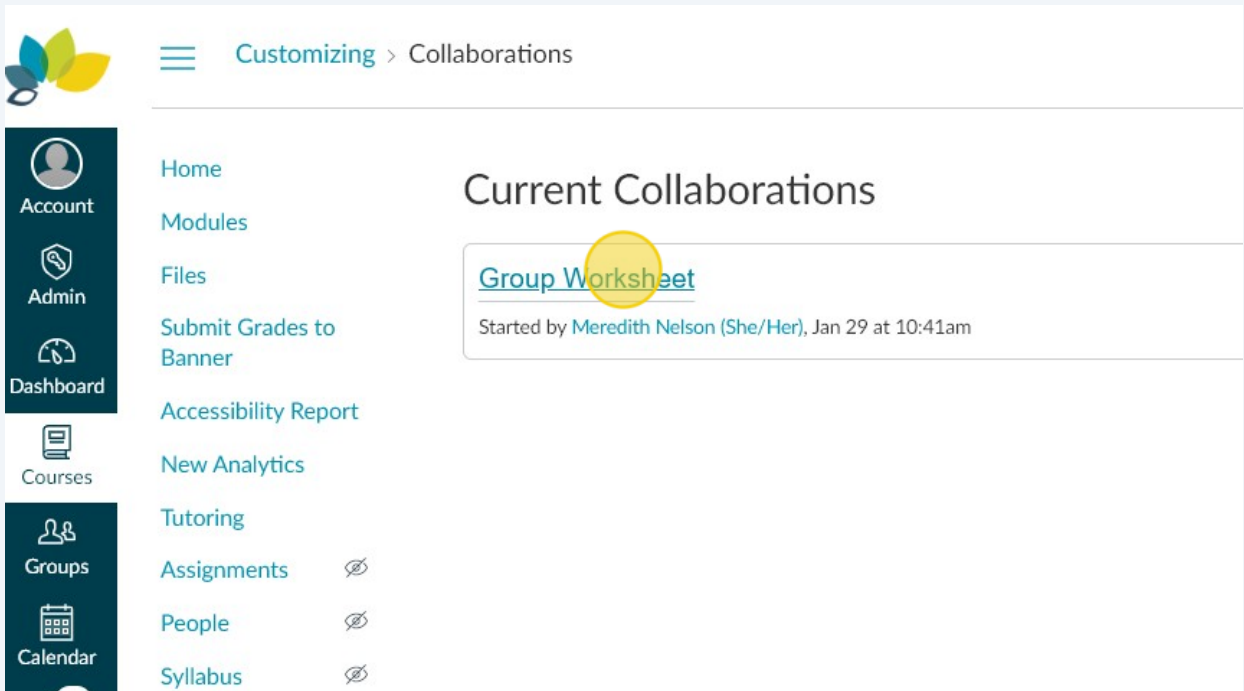 Customizing > Collaborations
Account
Admin
Dashboard
Courses
Groups
Calendar
Home
Modules
Files
Submit Grades to
Banner
Accessibility Report
New Analytics
Tutoring
Assignments
People
Syllabus
Current Collaborations
Group Worksheet
Started by Meredith Nelson (She/Her), Jan 29 at 10:41am